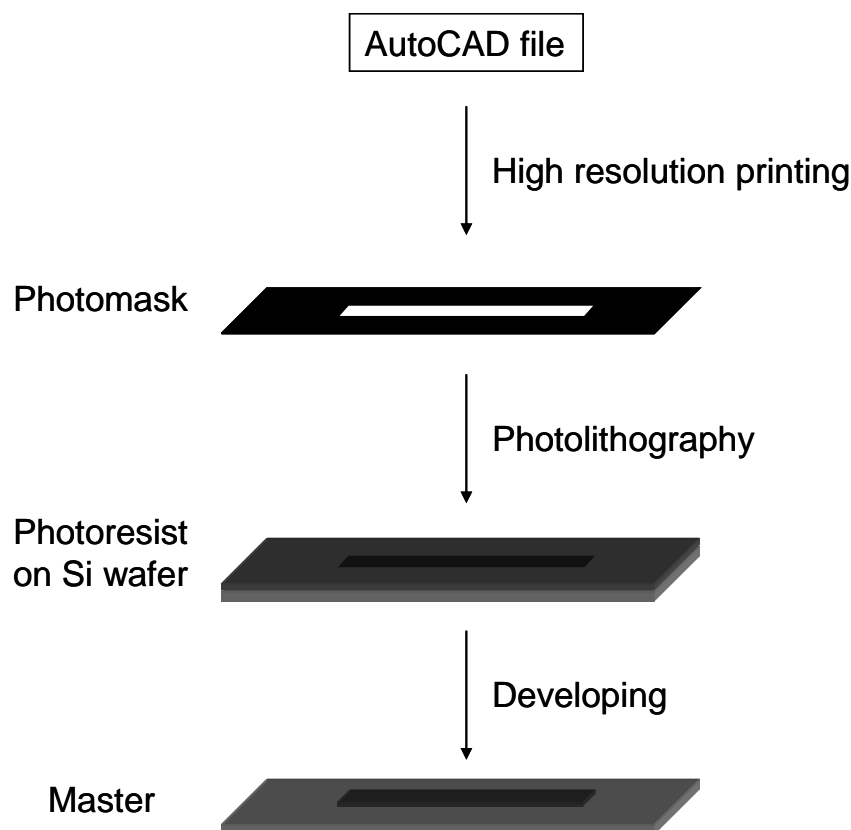 AutoCAD file
High resolution printing
Photomask
Photolithography
Photoresist
on Si wafer
Developing
Master